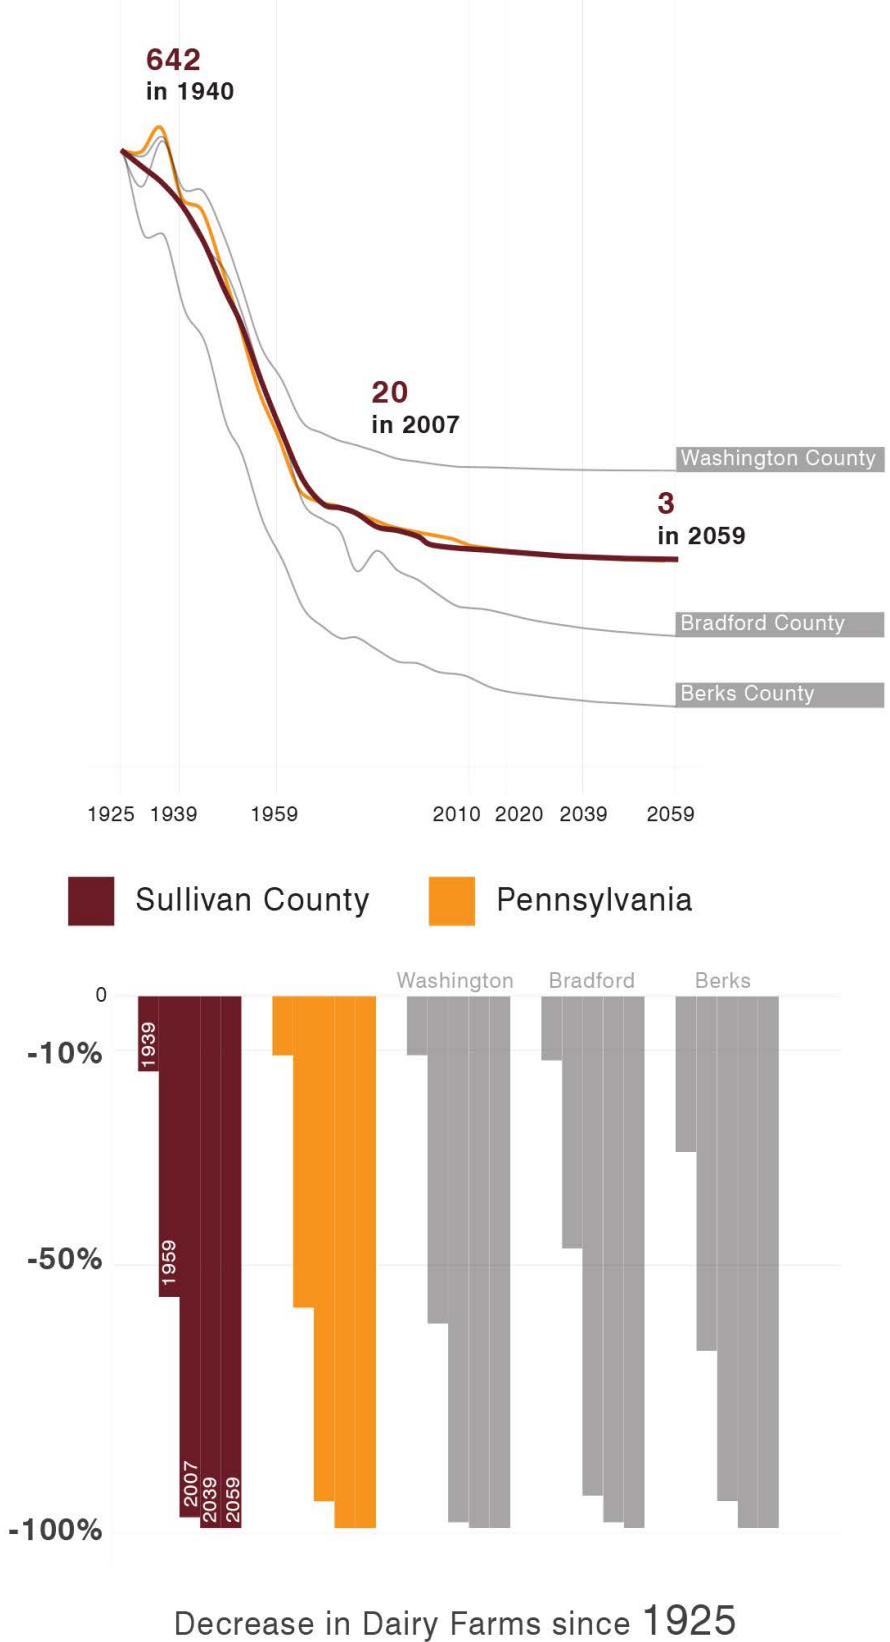 642
in 1940
20
in 2007
Washington County
3
in 2059
Bradford County
Berks County
1925 1939 1959 2010 2020 2039 2059
Sullivan County Pennsylvania
Washington Bradford Berks
0
-10%
1939
-50%
1959
2007
2039
2059
-100%
Decrease in Dairy Farms since 1925